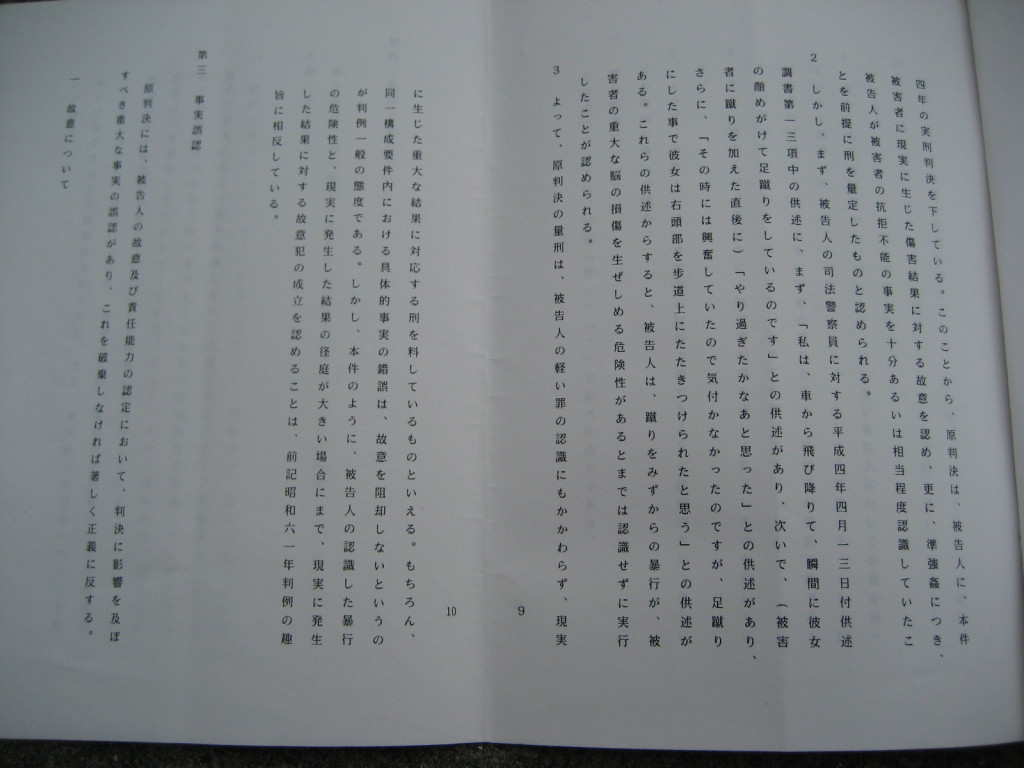 四年の実刑判決を下している。このことから、原判決は、被告人に、本件
被害者に現実に生じた傷害結果に対する故意を認め、更に、準強姦につき、
被告人が被害者の抗拒不能の事実を十分あるいは相当程度認識していたこ
とを前提に刑を量定したものと認められる。
2 しかし、まず、被告人の司法警察員に対する平成四年四月一三日付供述
調書第一三項中の供述に、まず、「私は、車から飛び降りて、瞬間に彼女
の顔めがけて足蹴りをしているのです」との供述があり、次いで、(被害
者に蹴りを加えた直後に)「やり過ぎたかなあと思った」との供述があり、
さらに、「その時には興奮していたので気付かなかったのですが、足蹴り
にした事で彼女は右頭部を歩道上にたたきつけられたと思う」との供述が
ある。これらの供述からすると、被告人は、蹴りをみずからの暴行が、被
害者の重大な脳の損傷を生ぜしめる危険性があるとまでは認識せずに実行
したことが認められる。
3 よって、原判決の量刑は、被告人の軽い罪の認識にもかかわらず、現実
9
10
に生じた重大な結果に対応する刑を料しているものといえる。もちろん、
同一構成要件内における具体的事実の錯誤は、故意を阻却しないというの
が判例一般の態度である。しかし、本件のように、被告人の認識した暴行
の危険性と、現実に発生した結果の径庭が大きい場合にまで、現実に発生
した結果に対する故意犯の成立を認めることは、前記昭和六一年判例の趣
旨に相反している。
第三 事実誤認
原判決には、被告人の故意及び責任能力の認定において、判決に影響を及ぼ
すべき重大な事実の誤認があり、これを破棄しなければ著しく正義に反する。
一 故意について